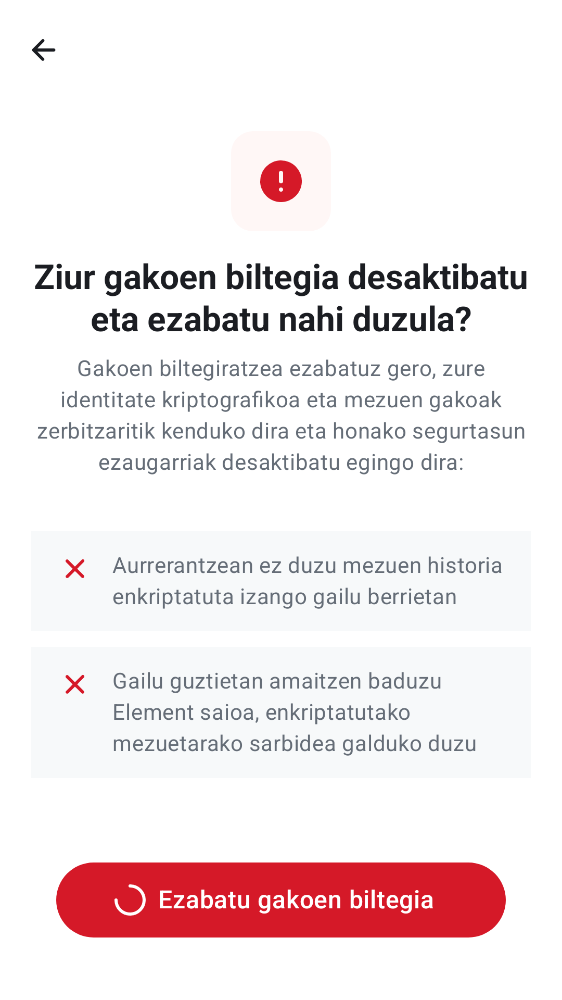 Ziur gakoen biltegia desaktibatu
eta ezabatu nahi duzula?
Gakoen biltegiratzea ezabatuz gero, zure
identitate kriptografikoa eta mezuen gakoak
zerbitzaritik kenduko dira eta honako segurtasun
ezaugarriak desaktibatu egingo dira:
Aurrerantzean ez duzu mezuen historia
enkriptatuta izango gailu berrietan
Gailu guztietan amaitzen baduzu
Element saioa, enkriptatutako
mezuetarako sarbidea galduko duzu
Ezabatu gakoen biltegia